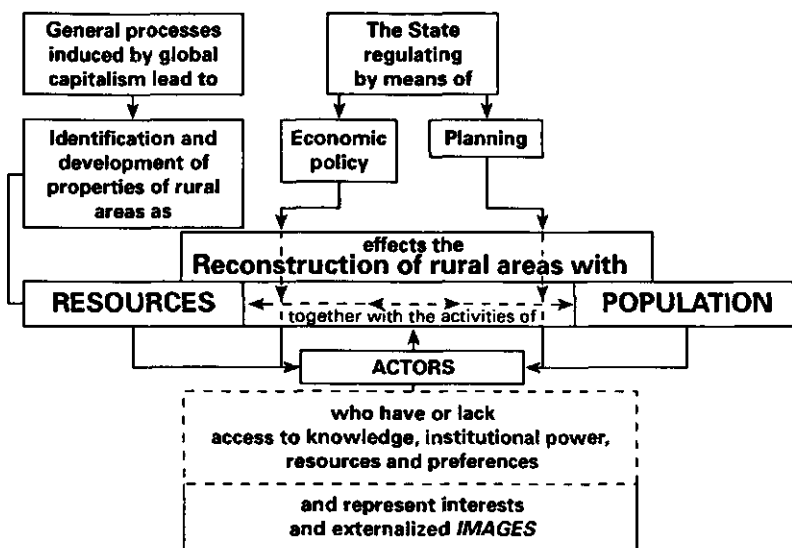 General processes
induced by global
capitalism lead to
The State
regulating
by means of
Identification and
development of
properties of rural
areas as
Economic
policy
Planning
effects the
Reconstruction of rural areas with
RESOURCES
POPULATION
together with the activities of
ACTORS
who have or lack
access to knowledge, institutional power,
resources and preferences
and represent interests
and externalized IMAGES